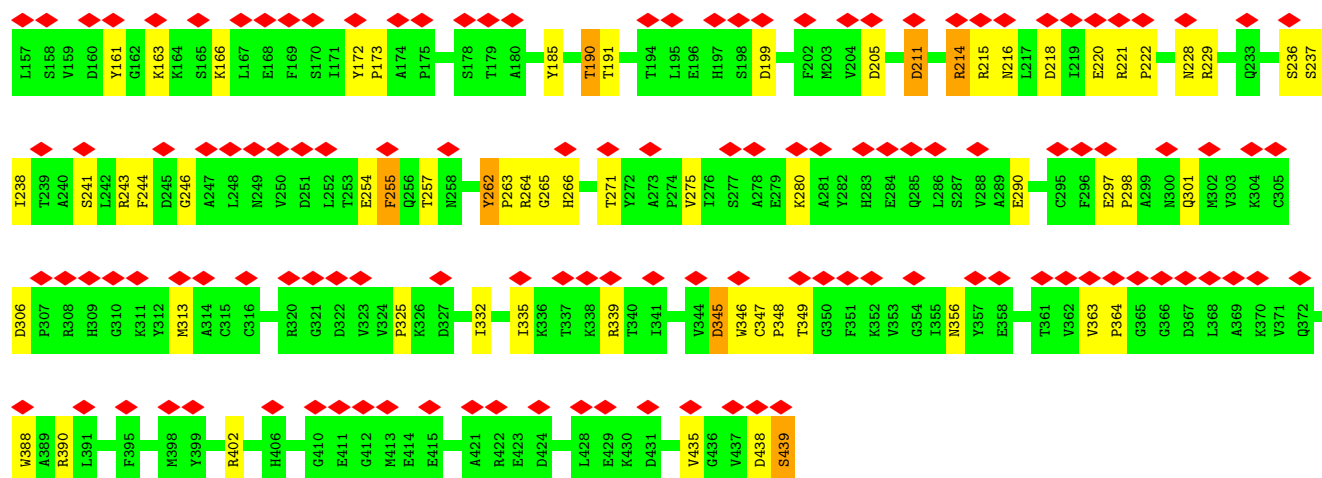 L157 S158 V159 D160 Y161 G162 K163 K164 S165 K166 L167 E168 F169 S170 I171 Y172 P173 A174 P175 S178 T179 A180 Y185 T190 T191 T194 L195 E196 H197 S198 D199 F202 M203 V204 D205 D211 R214 R215 N216 L217 D218 I219 E220 R221 P222 N228 R229 Q233 S236 S237
I238 T239 A240 S241 L242 R243 F244 D245 G246 A247 L248 N249 V250 D251 L252 T253 E254 F255 Q256 T257 N258 Y262 P263 R264 G265 H266 T271 Y272 A273 P274 V275 I276 S277 A278 E279 K280 A281 Y282 H283 E284 Q285 L286 S287 V288 A289 E290 C295 F296 E297 P298 A299 N300 Q301 M302 V303 K304 C305
D306 P307 R308 H309 G310 K311 Y312 M313 A314 C315 C316 R320 G321 D322 V323 V324 P325 K326 D327 I332 I335 K336 T337 K338 R339 T340 I341 V344 D345 W346 C347 P348 T349 G350 F351 K352 V353 G354 I355 N356 Y357 E358 T361 V362 V363 P364 G365 G366 D367 L368 A369 K370 V371 Q372
W388 A389 R390 L391 F395 M398 Y399 R402 H406 G410 E411 G412 M413 E414 E415 A421 R422 E423 D424 L428 E429 K430 D431 V435 G436 V437 D438 S439